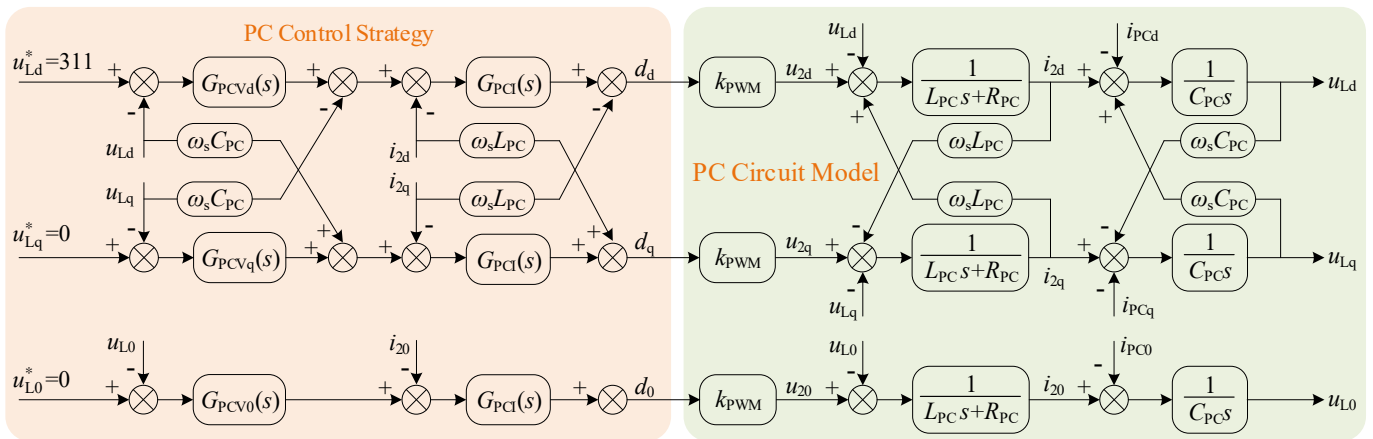 PC Control Strategy
u*Ld=311
+
-
GPCVd(s)
+
-
+
-
GPCI(s)
+
-
dd
kPWM
u2d
uLd
-
+
+
1
LPCs+RPC
i2d
iPCd
-
+
+
1
CPCs
uLd
uLd
ωsCPC
i2d
ωsLPC
ωsLPC
ωsCPC
PC Circuit Model
uLq
ωsCPC
i2q
ωsLPC
ωsLPC
ωsCPC
u*Lq=0
+
-
GPCVq(s)
+
+
+
-
GPCI(s)
+
+
dq
kPWM
u2q
+
-
-
uLq
1
LPCs+RPC
i2q
+
-
-
iPCq
1
CPCs
uLq
uL0
i20
uL0
iPC0
u*L0=0
+
-
GPCV0(s)
+
-
GPCI(s)
+
d0
kPWM
u20
+
-
1
LPCs+RPC
i20
+
-
1
CPCs
uL0